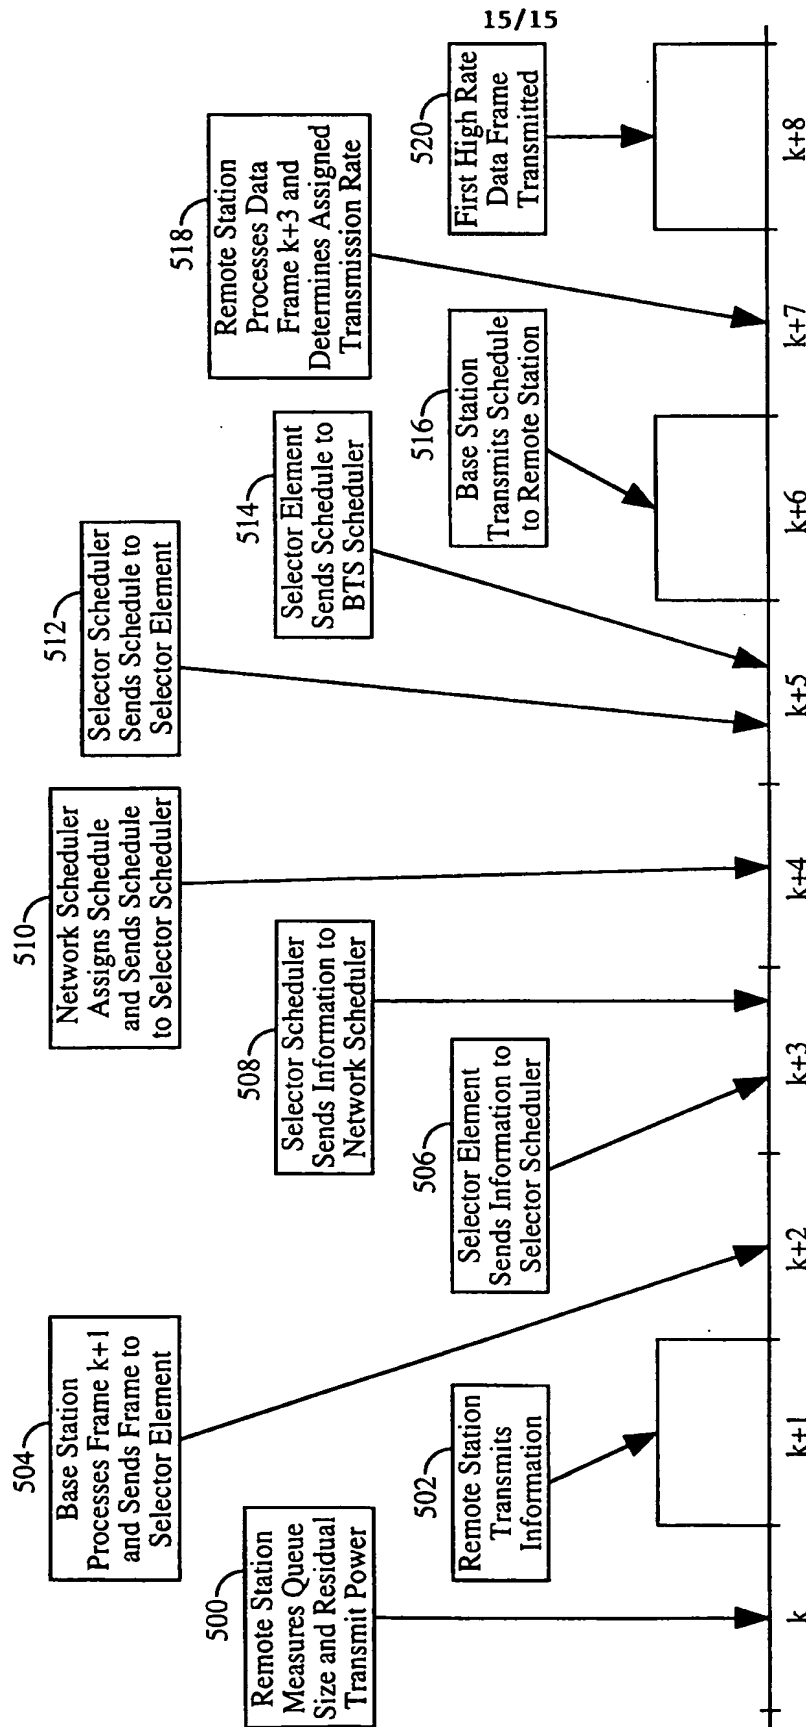 15/15
500
Remote Station
Measures Queue
Size and Residual
Transmit Power
502
Remote Station
Transmits
Information
504
Base Station
Processes Frame k+1
and Sends Frame to
Selector Element
506
Selector Element
Sends Information to
Selector Scheduler
508
Selector Scheduler
Sends Information to
Network Scheduler
510
Network Scheduler
Assigns Schedule
and Sends Schedule
to Selector Scheduler
512
Selector Scheduler
Sends Schedule to
Selector Element
514
Selector Element
Sends Schedule to
BTS Scheduler
516
Base Station
Transmits Schedule
to Remote Station
518
Remote Station
Processes Data
Frame k+3 and
Determines Assigned
Transmission Rate
520
First High Rate
Data Frame
Transmitted
k
k+1
k+2
k+3
k+4
k+5
k+6
k+7
k+8